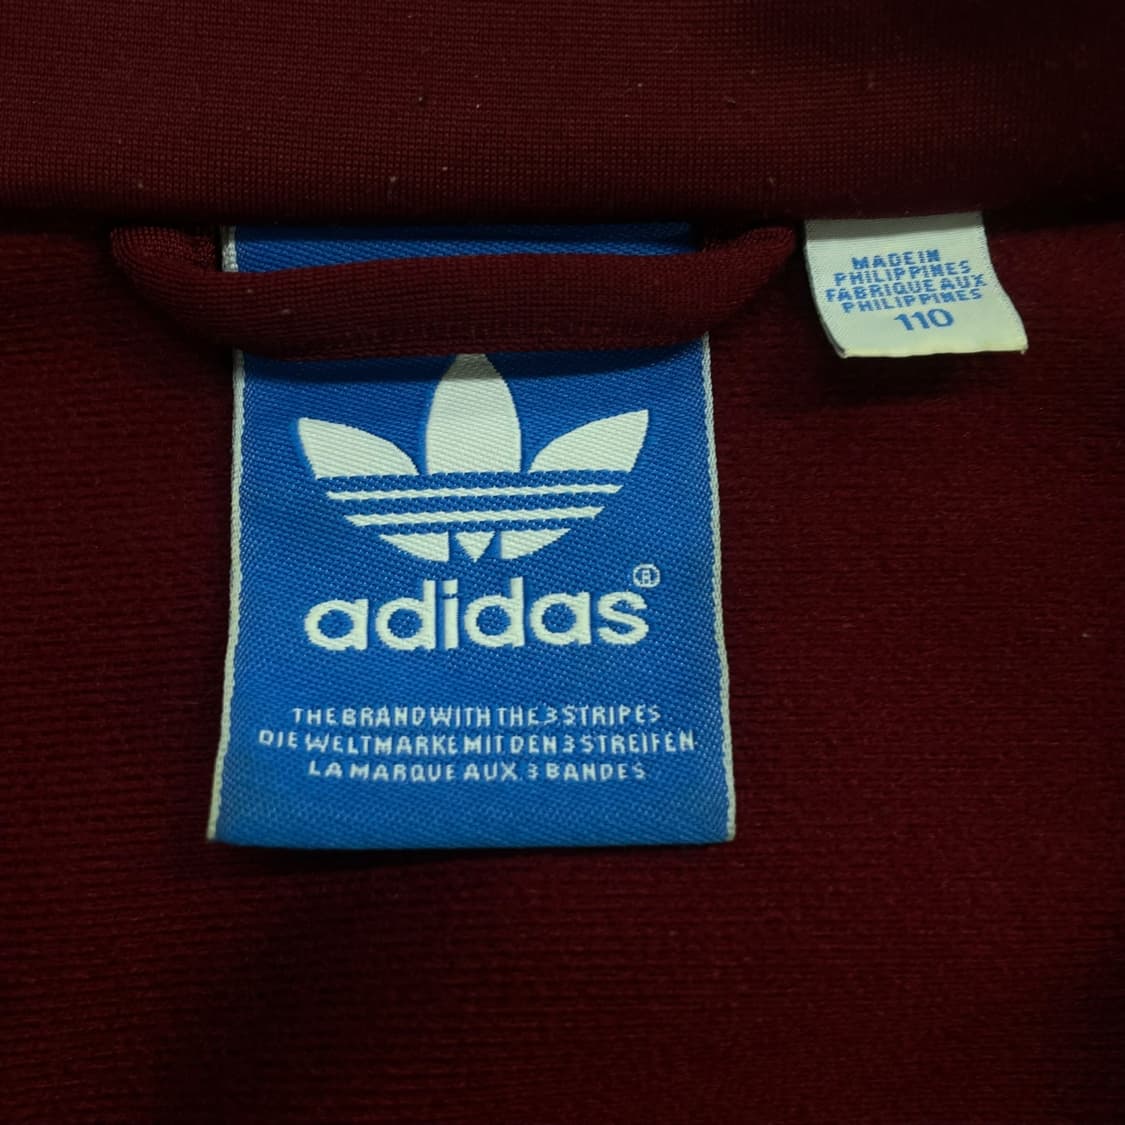 MADE IN
PHILIPPINES
FABRIQUE AUX
PHILIPPINES
110
adidas®
THE BRAND WITH THE 3 STRIPES
DIE WELTMARKE MIT DEN 3 STREIFEN
LA MARQUE AUX 3 BANDES